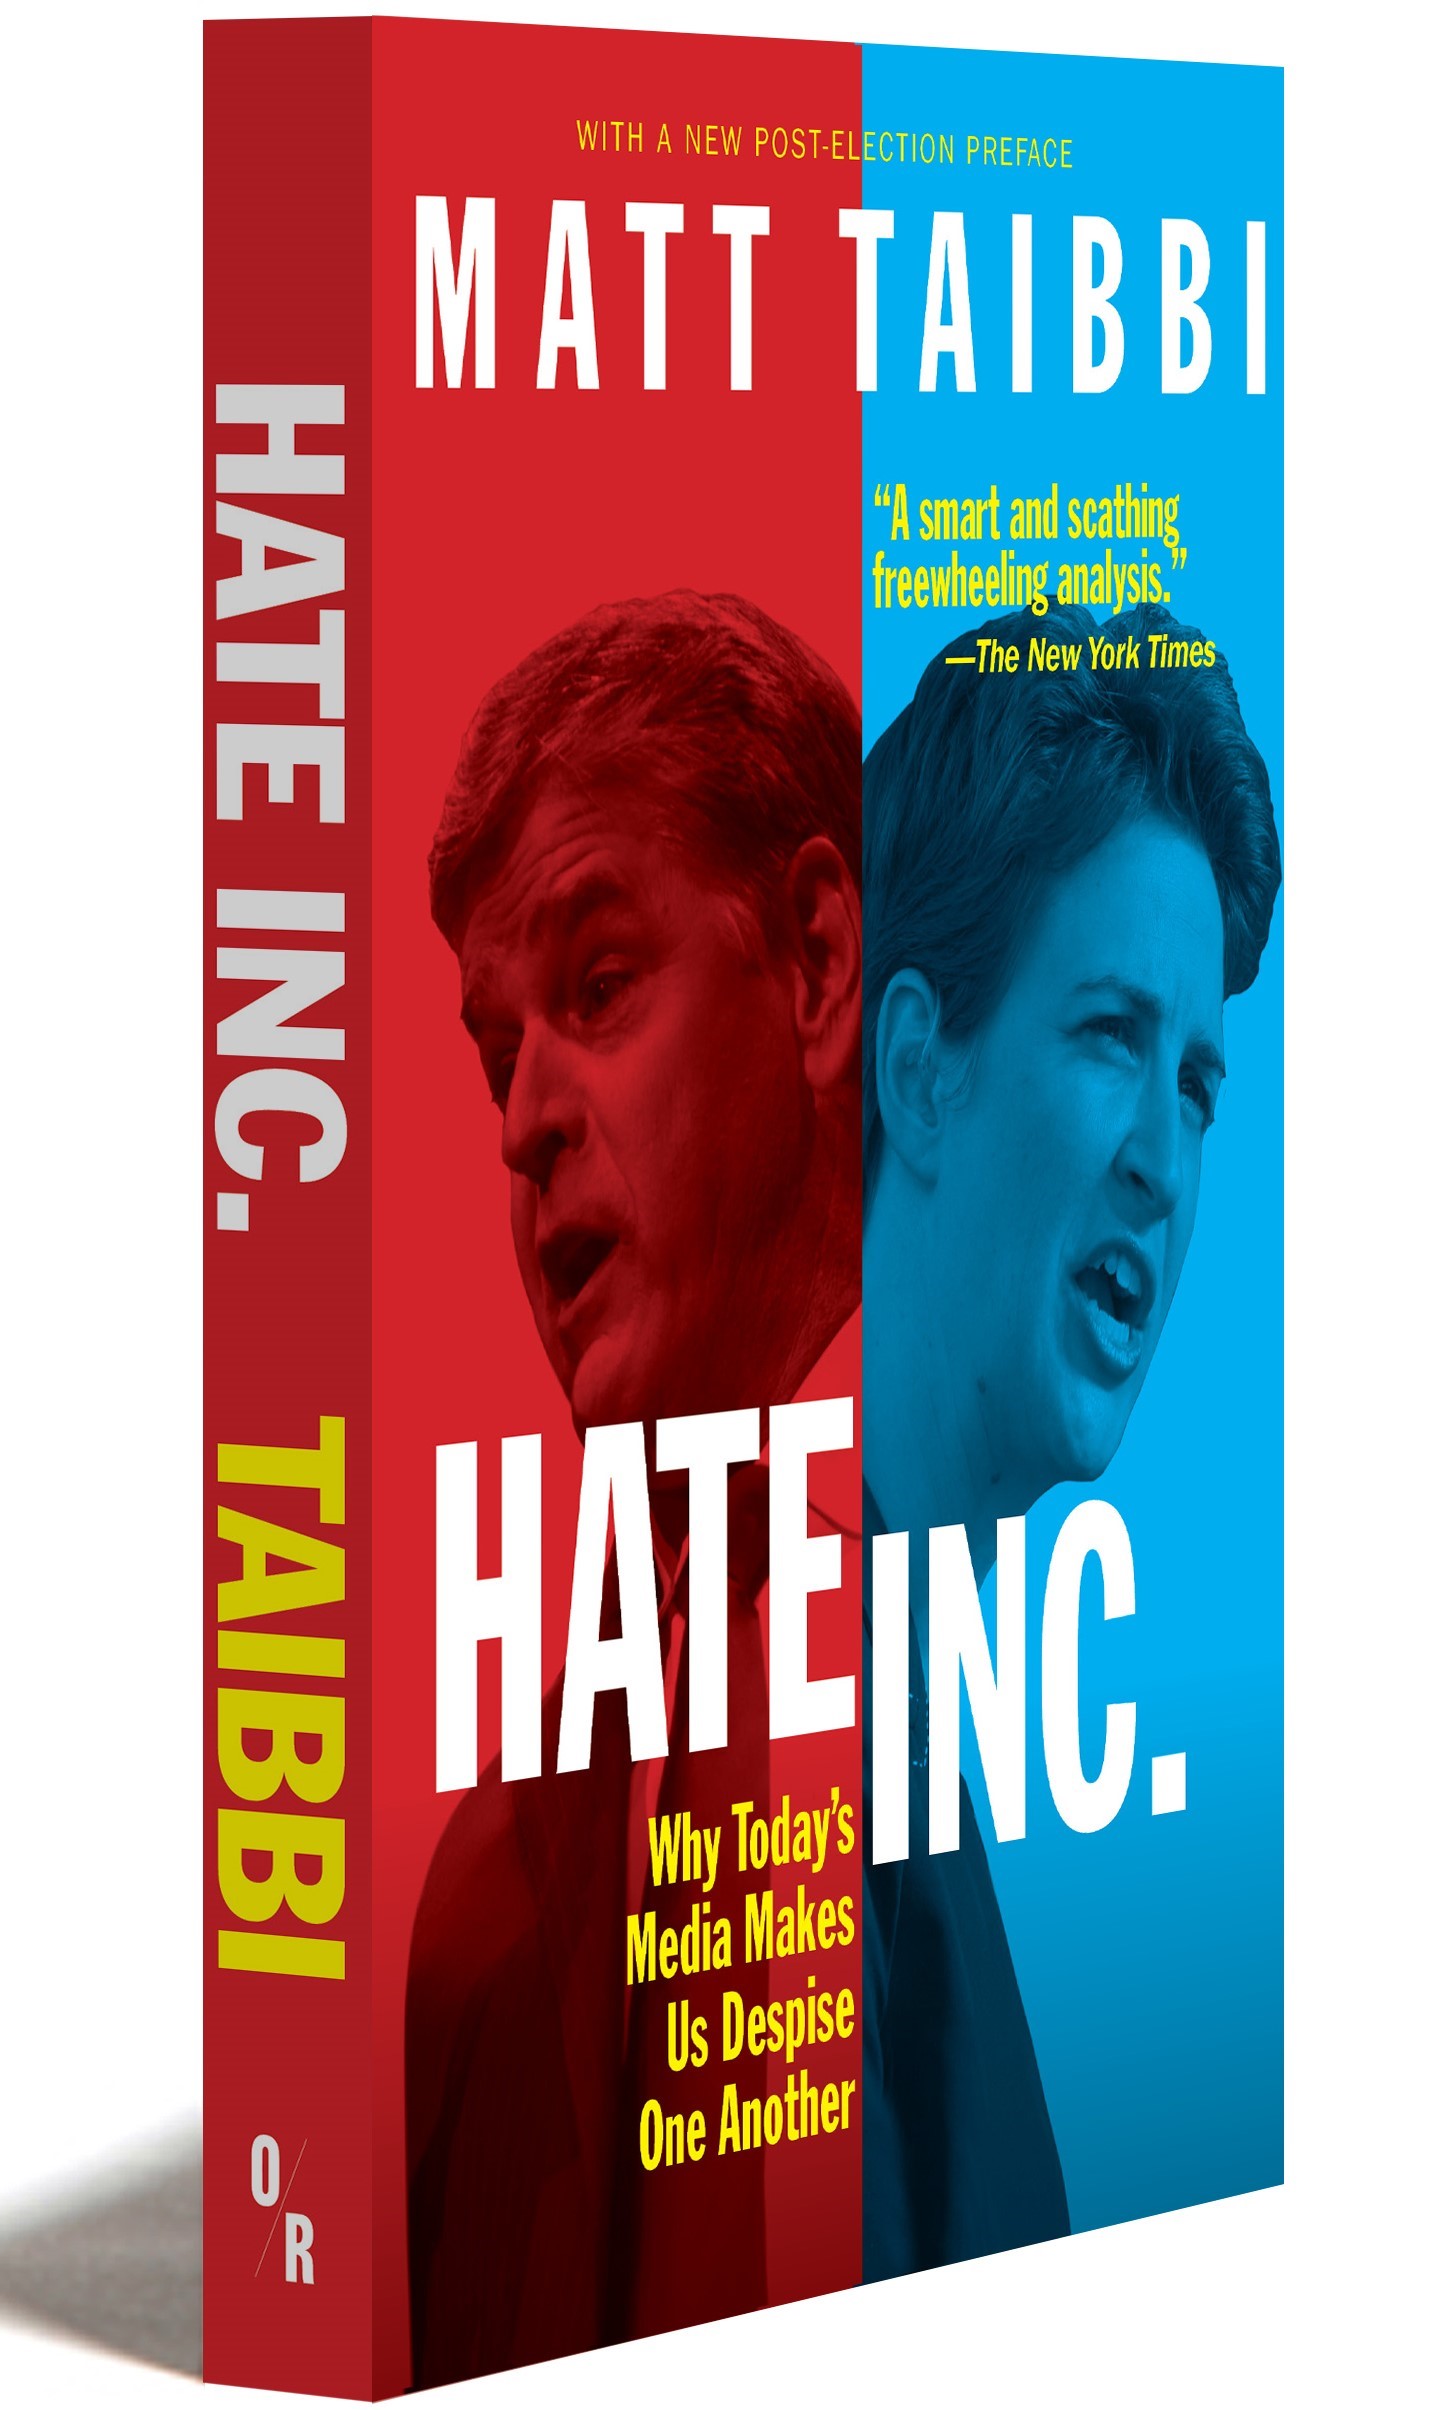 WITH A NEW POST-ELECTION PREFACE
MATT TAIBBI
“A smart and scathing
freewheeling analysis.”
—The New York Times
HATE INC.
Why Today’s
Media Makes
Us Despise
One Another
HATE INC. TAIBBI
O/R